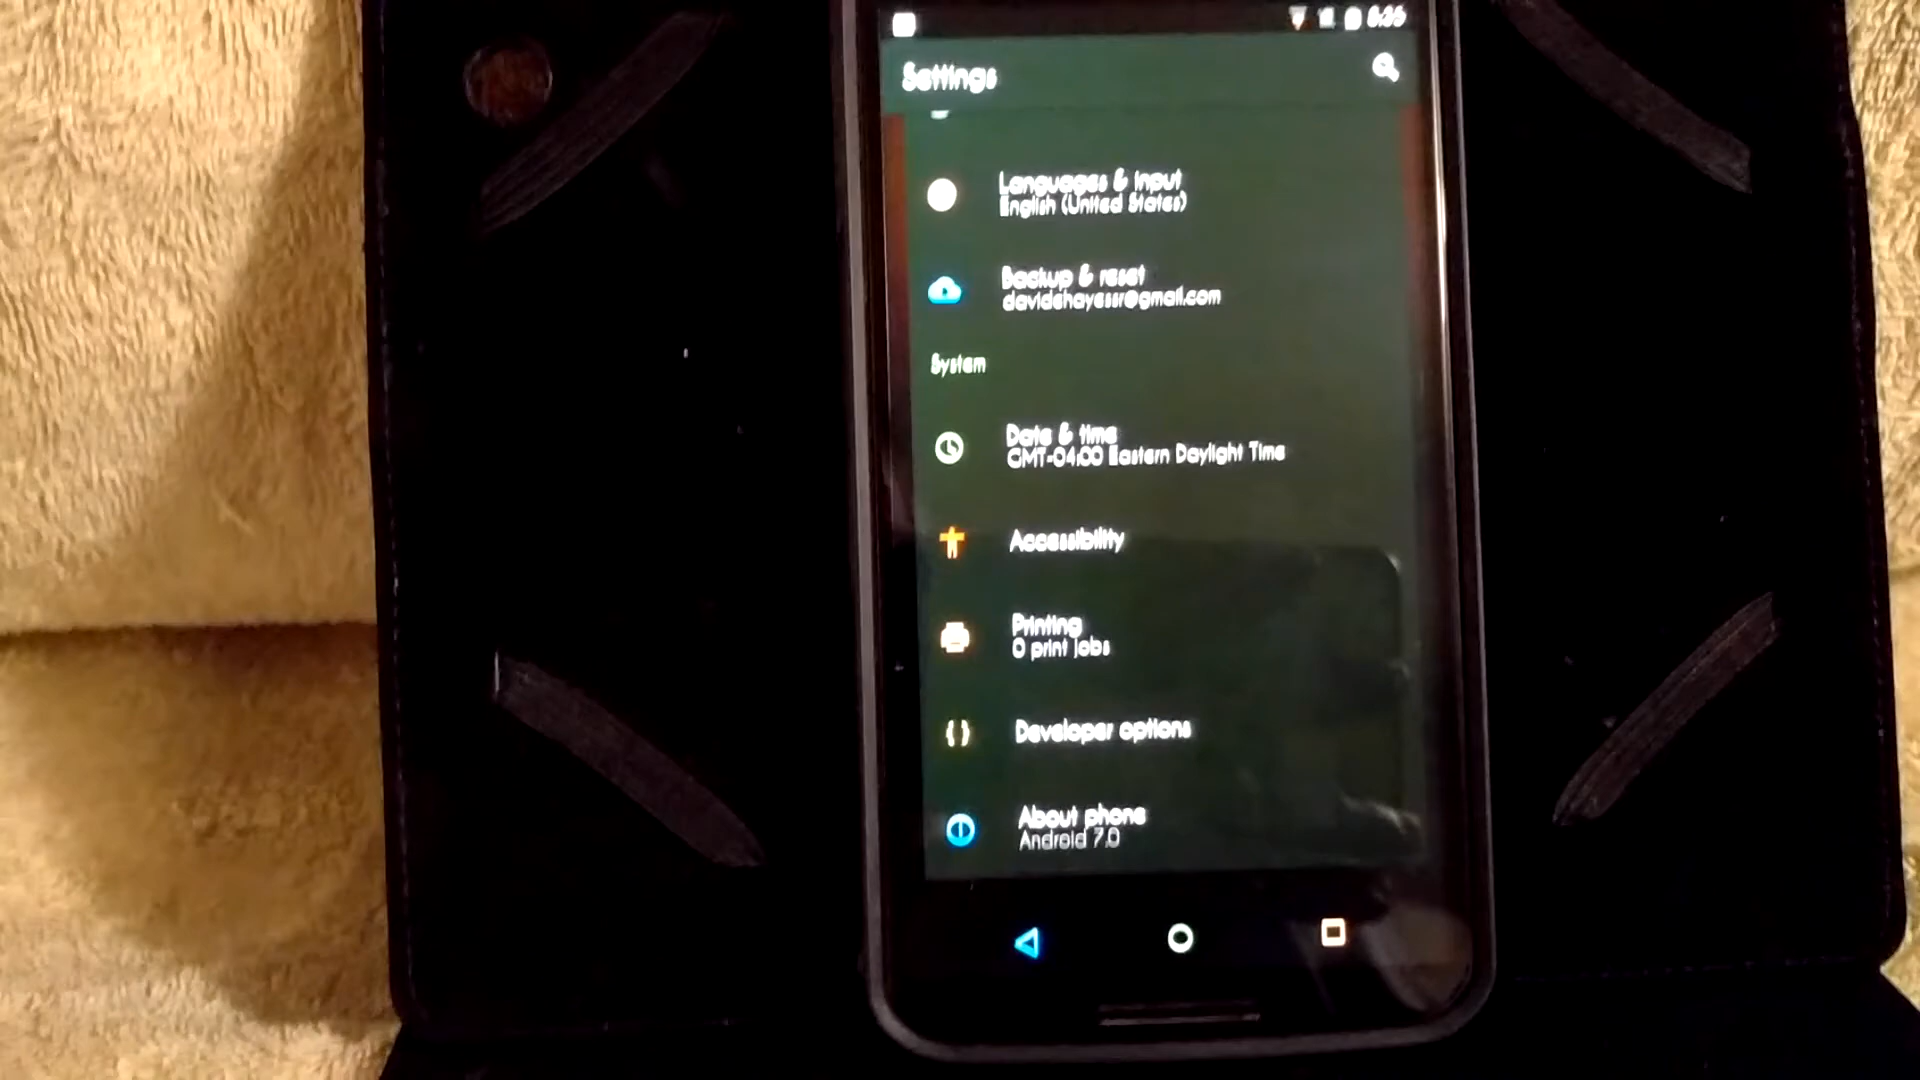 Settings
Languages & input
English (United States)
Backup & reset
System
Date & time
GMT-04:00 Eastern Daylight Time
Accessibility
Printing
0 print jobs
Developer options
About phone
Android 7.0